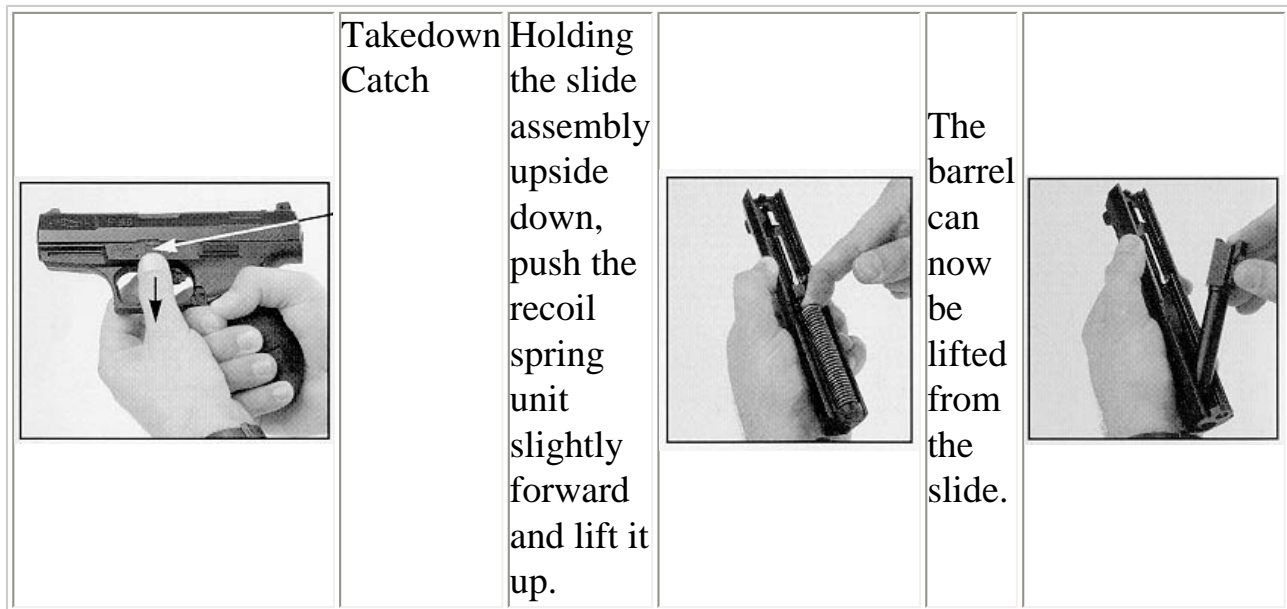 Takedown
Catch
Holding
the slide
assembly
upside
down,
push the
recoil
spring
unit
slightly
forward
and lift it
up.
The
barrel
can
now
be
lifted
from
the
slide.